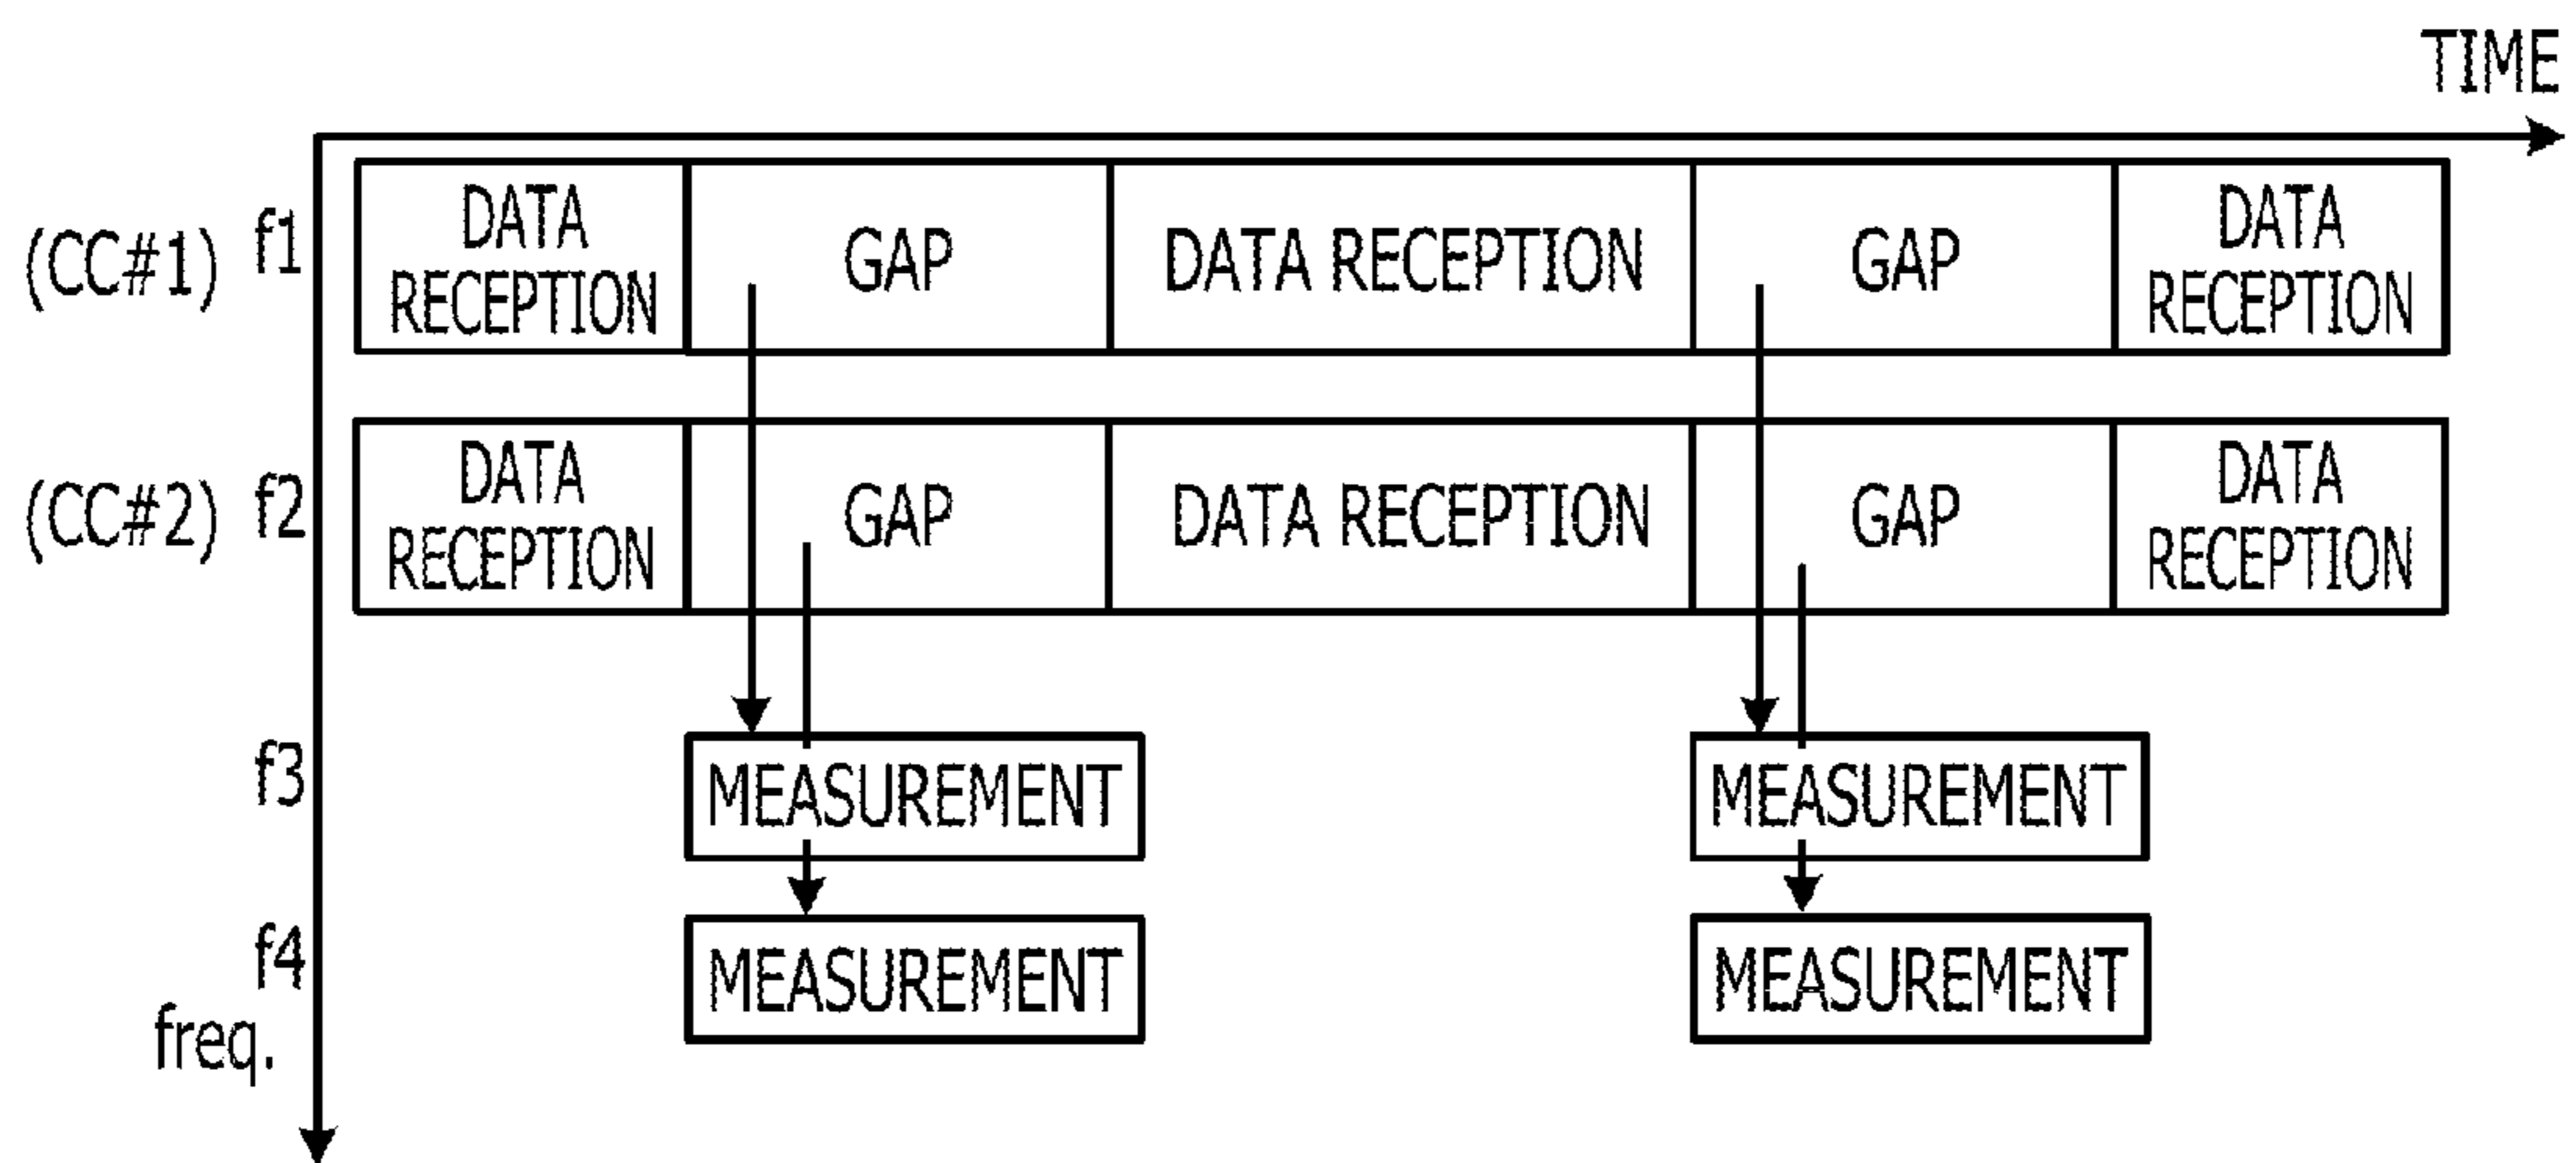 TIME
(CC#1) f1
DATA
RECEPTION
GAP
DATA RECEPTION
GAP
DATA
RECEPTION
(CC#2) f2
DATA
RECEPTION
GAP
DATA RECEPTION
GAP
DATA
RECEPTION
f3
MEASUREMENT
MEASUREMENT
f4
MEASUREMENT
MEASUREMENT
freq.